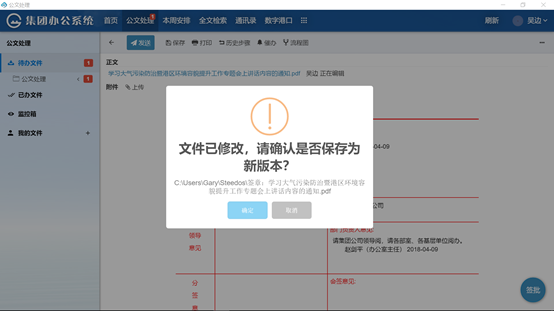 公文处理
集团办公系统 首页 公文处理 本周安排 全文检索 通讯录 数字港口 刷新 吴边
公文处理 发送 保存 打印 历史步骤 催办 流程图
待办文件 1
公文处理 1
已办文件
监控箱
我的文件
正文
学习大气污染防治暨港区环境容貌提升工作专题会上讲话内容的通知.pdf 吴边 正在编辑
附件 上传
文件已修改，请确认是否保存为
新版本？
C:\Users\Gary\Steedos\签章：学习大气污染防治暨港区环境容
貌提升工作专题会上讲话内容的通知.pdf
确定 取消
04-09
公司
领导
意见
部门负责人意见:
请集团公司领导阅，请各部室、各基层单位阅办。
赵剑平（办公室主任） 2018-04-09
分
签
意
会签意见:
签批